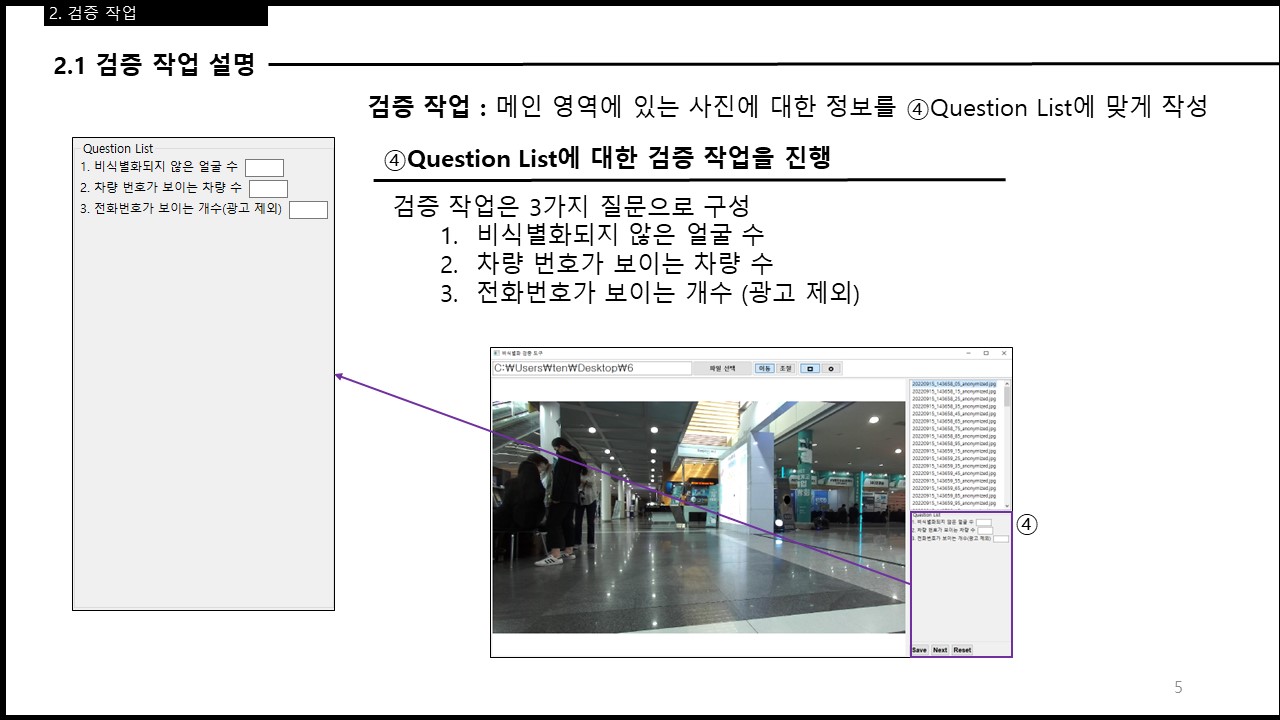 2. 검증 작업
2.1 검증 작업 설명
검증 작업 : 메인 영역에 있는 사진에 대한 정보를 ④Question List에 맞게 작성
Question List
1. 비식별화되지 않은 얼굴 수
2. 차량 번호가 보이는 차량 수
3. 전화번호가 보이는 개수(광고 제외)
④Question List에 대한 검증 작업을 진행
검증 작업은 3가지 질문으로 구성
1. 비식별화되지 않은 얼굴 수
2. 차량 번호가 보이는 차량 수
3. 전화번호가 보이는 개수 (광고 제외)
비식별화 검증 도구
C:₩Users₩ten₩Desktop₩6
파일 선택
이동
조절
20220915_143658_05_anonymized.jpg
20220915_143658_15_anonymized.jpg
20220915_143658_25_anonymized.jpg
20220915_143658_35_anonymized.jpg
20220915_143658_45_anonymized.jpg
20220915_143658_65_anonymized.jpg
20220915_143658_75_anonymized.jpg
20220915_143658_85_anonymized.jpg
20220915_143658_95_anonymized.jpg
20220915_143659_15_anonymized.jpg
20220915_143659_25_anonymized.jpg
20220915_143659_35_anonymized.jpg
20220915_143659_45_anonymized.jpg
20220915_143659_55_anonymized.jpg
20220915_143659_65_anonymized.jpg
20220915_143659_85_anonymized.jpg
20220915_143659_95_anonymized.jpg
Question List
1. 비식별화되지 않은 얼굴 수
2. 차량 번호가 보이는 차량 수
3. 전화번호가 보이는 개수(광고 제외)
④
Save Next Reset
5